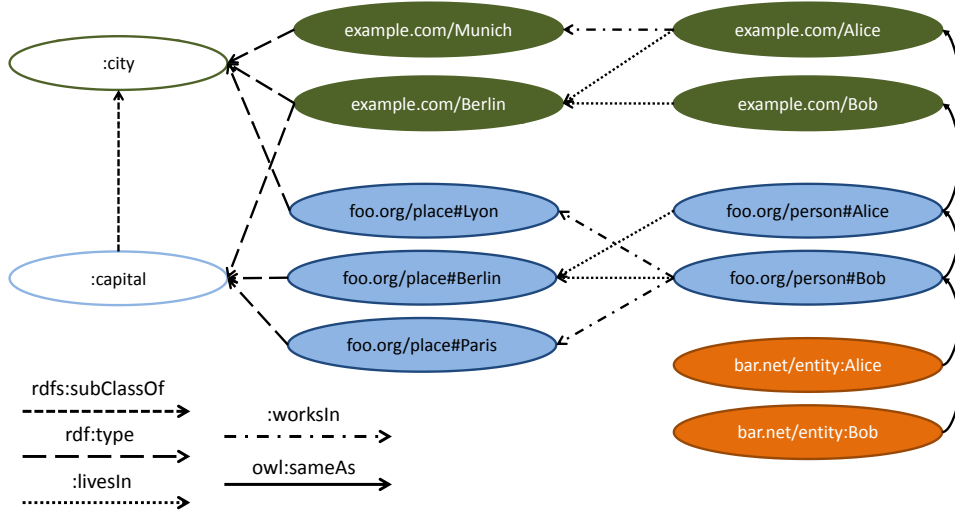 example.com/Munich
example.com/Alice
:city
example.com/Berlin
example.com/Bob
foo.org/place#Lyon
foo.org/person#Alice
:capital
foo.org/place#Berlin
foo.org/person#Bob
foo.org/place#Paris
bar.net/entity:Alice
bar.net/entity:Bob
rdfs:subClassOf
rdf:type
:livesIn
:worksIn
owl:sameAs